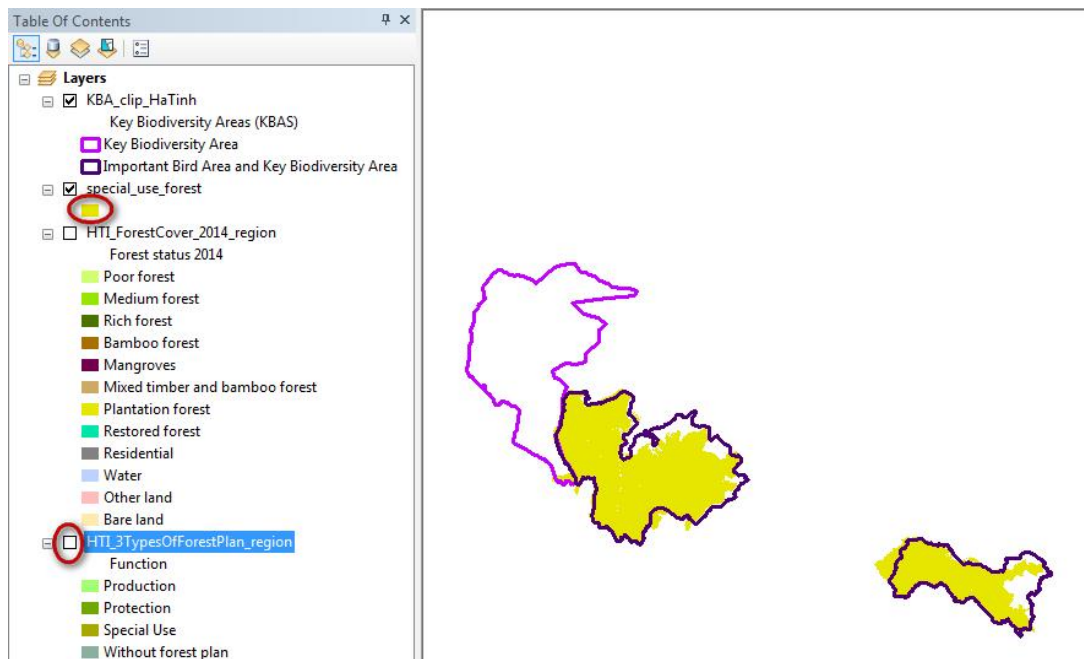 Table Of Contents
Layers
KBA_clip_HaTinh
Key Biodiversity Areas (KBAS)
Key Biodiversity Area
Important Bird Area and Key Biodiversity Area
special_use_forest
HTI_ForestCover_2014_region
Forest status 2014
Poor forest
Medium forest
Rich forest
Bamboo forest
Mangroves
Mixed timber and bamboo forest
Plantation forest
Restored forest
Residential
Water
Other land
Bare land
HTI_3TypesOfForestPlan_region
Function
Production
Protection
Special Use
Without forest plan